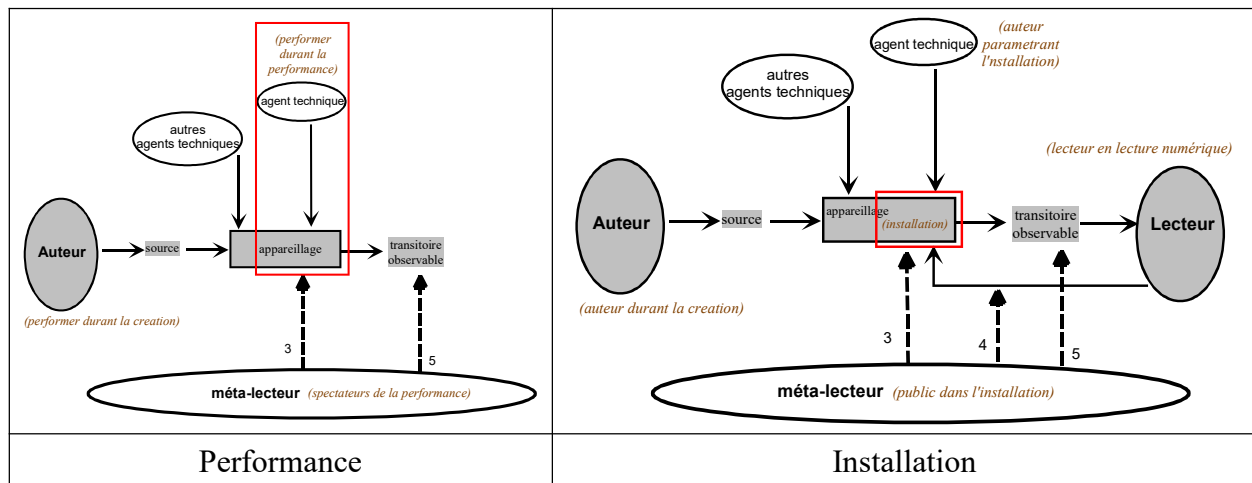 (performer
durant la
performance)
agent technique
autres
agents techniques
Auteur
source
appareillage
transitoire
observable
(performer durant la creation)
3
5
méta-lecteur (spectateurs de la performance)
Performance
agent technique
(auteur
parametrant
l'nstallation)
autres
agents techniques
(lecteur en lecture numérique)
Auteur
source
appareillage
(installation)
transitoire
observable
Lecteur
(auteur durant la creation)
3
4
5
méta-lecteur (public dans l'installation)
Installation